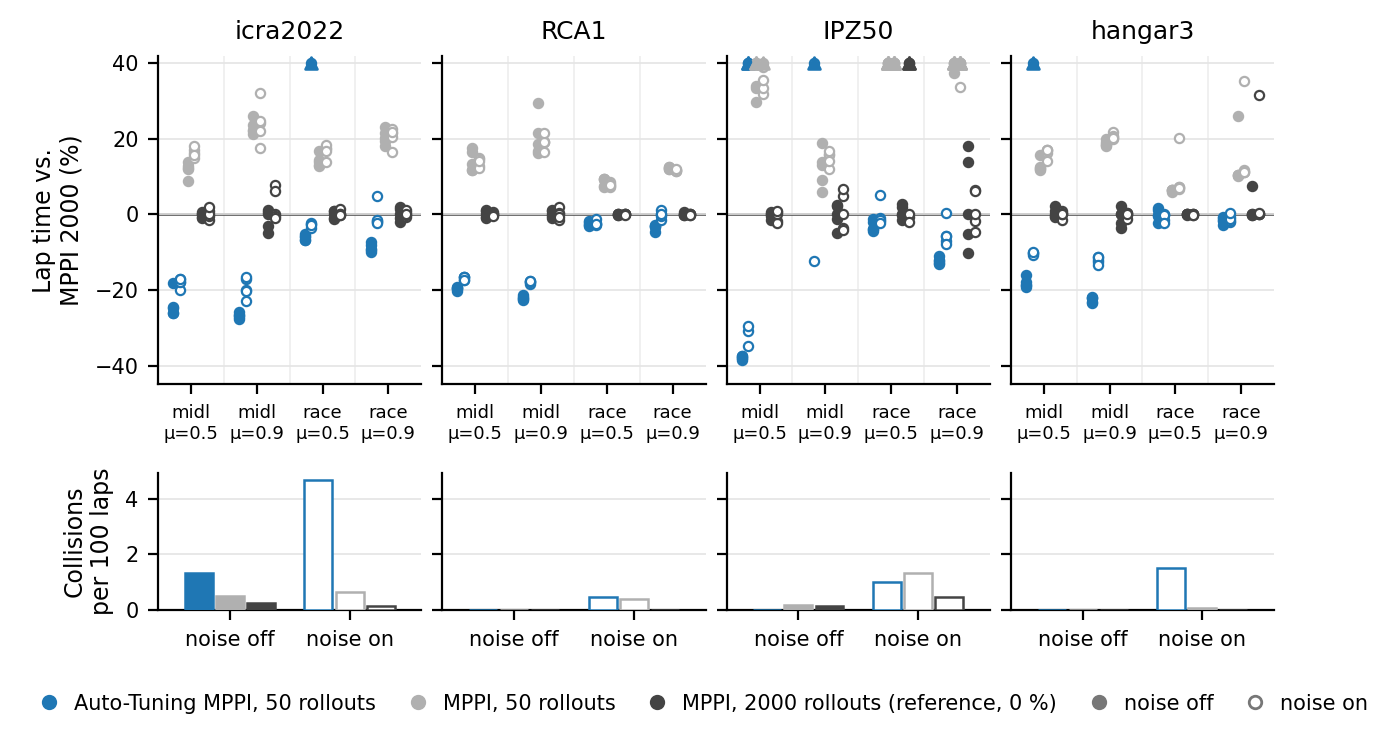 icra2022 RCA1 IPZ50 hangar3
Lap time vs.
MPPI 2000 (%)
40
20
0
−20
−40
midl midl race race midl midl race race midl midl race race midl midl race race
μ=0.5 μ=0.9 μ=0.5 μ=0.9 μ=0.5 μ=0.9 μ=0.5 μ=0.9 μ=0.5 μ=0.9 μ=0.5 μ=0.9 μ=0.5 μ=0.9 μ=0.5 μ=0.9
Collisions
per 100 laps
4
2
0
noise off noise on noise off noise on noise off noise on noise off noise on
Auto-Tuning MPPI, 50 rollouts MPPI, 50 rollouts MPPI, 2000 rollouts (reference, 0 %) noise off noise on